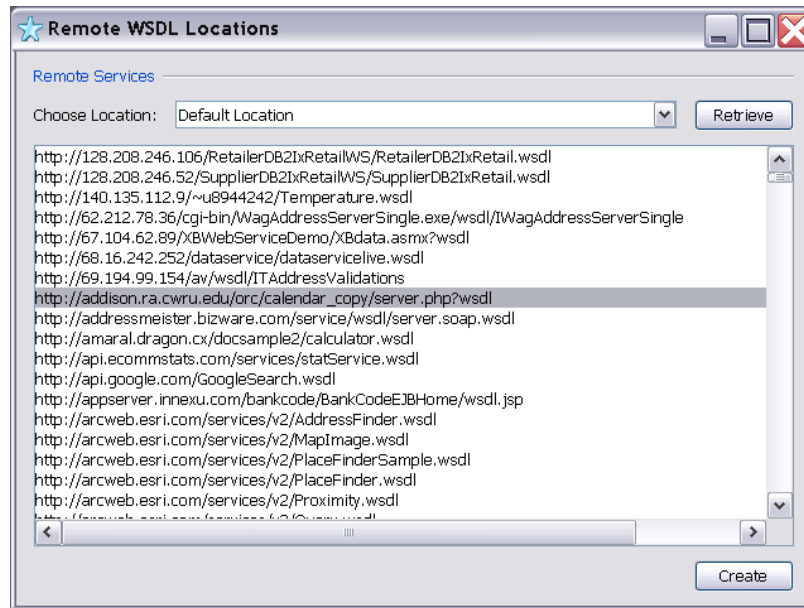 Remote WSDL Locations
Remote Services
Choose Location: Default Location Retrieve
http://128.208.246.106/RetailerDB2IxRetailWS/RetailerDB2IxRetail.wsdl
http://128.208.246.52/SupplierDB2IxRetailWS/SupplierDB2IxRetail.wsdl
http://140.135.112.9/~u8944242/Temperature.wsdl
http://62.212.78.36/cgi-bin/WagAddressServerSingle.exe/wsdl/IWagAddressServerSingle
http://67.104.62.89/XBWebServiceDemo/XBdata.asmx?wsdl
http://68.16.242.252/dataservice/dataservicelive.wsdl
http://69.194.99.154/av/wsdl/ITAddressValidations
http://addison.ra.cwru.edu/orc/calendar_copy/server.php?wsdl
http://addressmeister.bizware.com/service/wsdl/server.soap.wsdl
http://amaral.dragon.cx/docsample2/calculator.wsdl
http://api.ecommstats.com/services/statService.wsdl
http://api.google.com/GoogleSearch.wsdl
http://appserver.innexu.com/bankcode/BankCodeEJBHome/wsdl.jsp
http://arcweb.esri.com/services/v2/AddressFinder.wsdl
http://arcweb.esri.com/services/v2/MapImage.wsdl
http://arcweb.esri.com/services/v2/PlaceFinderSample.wsdl
http://arcweb.esri.com/services/v2/PlaceFinder.wsdl
http://arcweb.esri.com/services/v2/Proximity.wsdl
Create